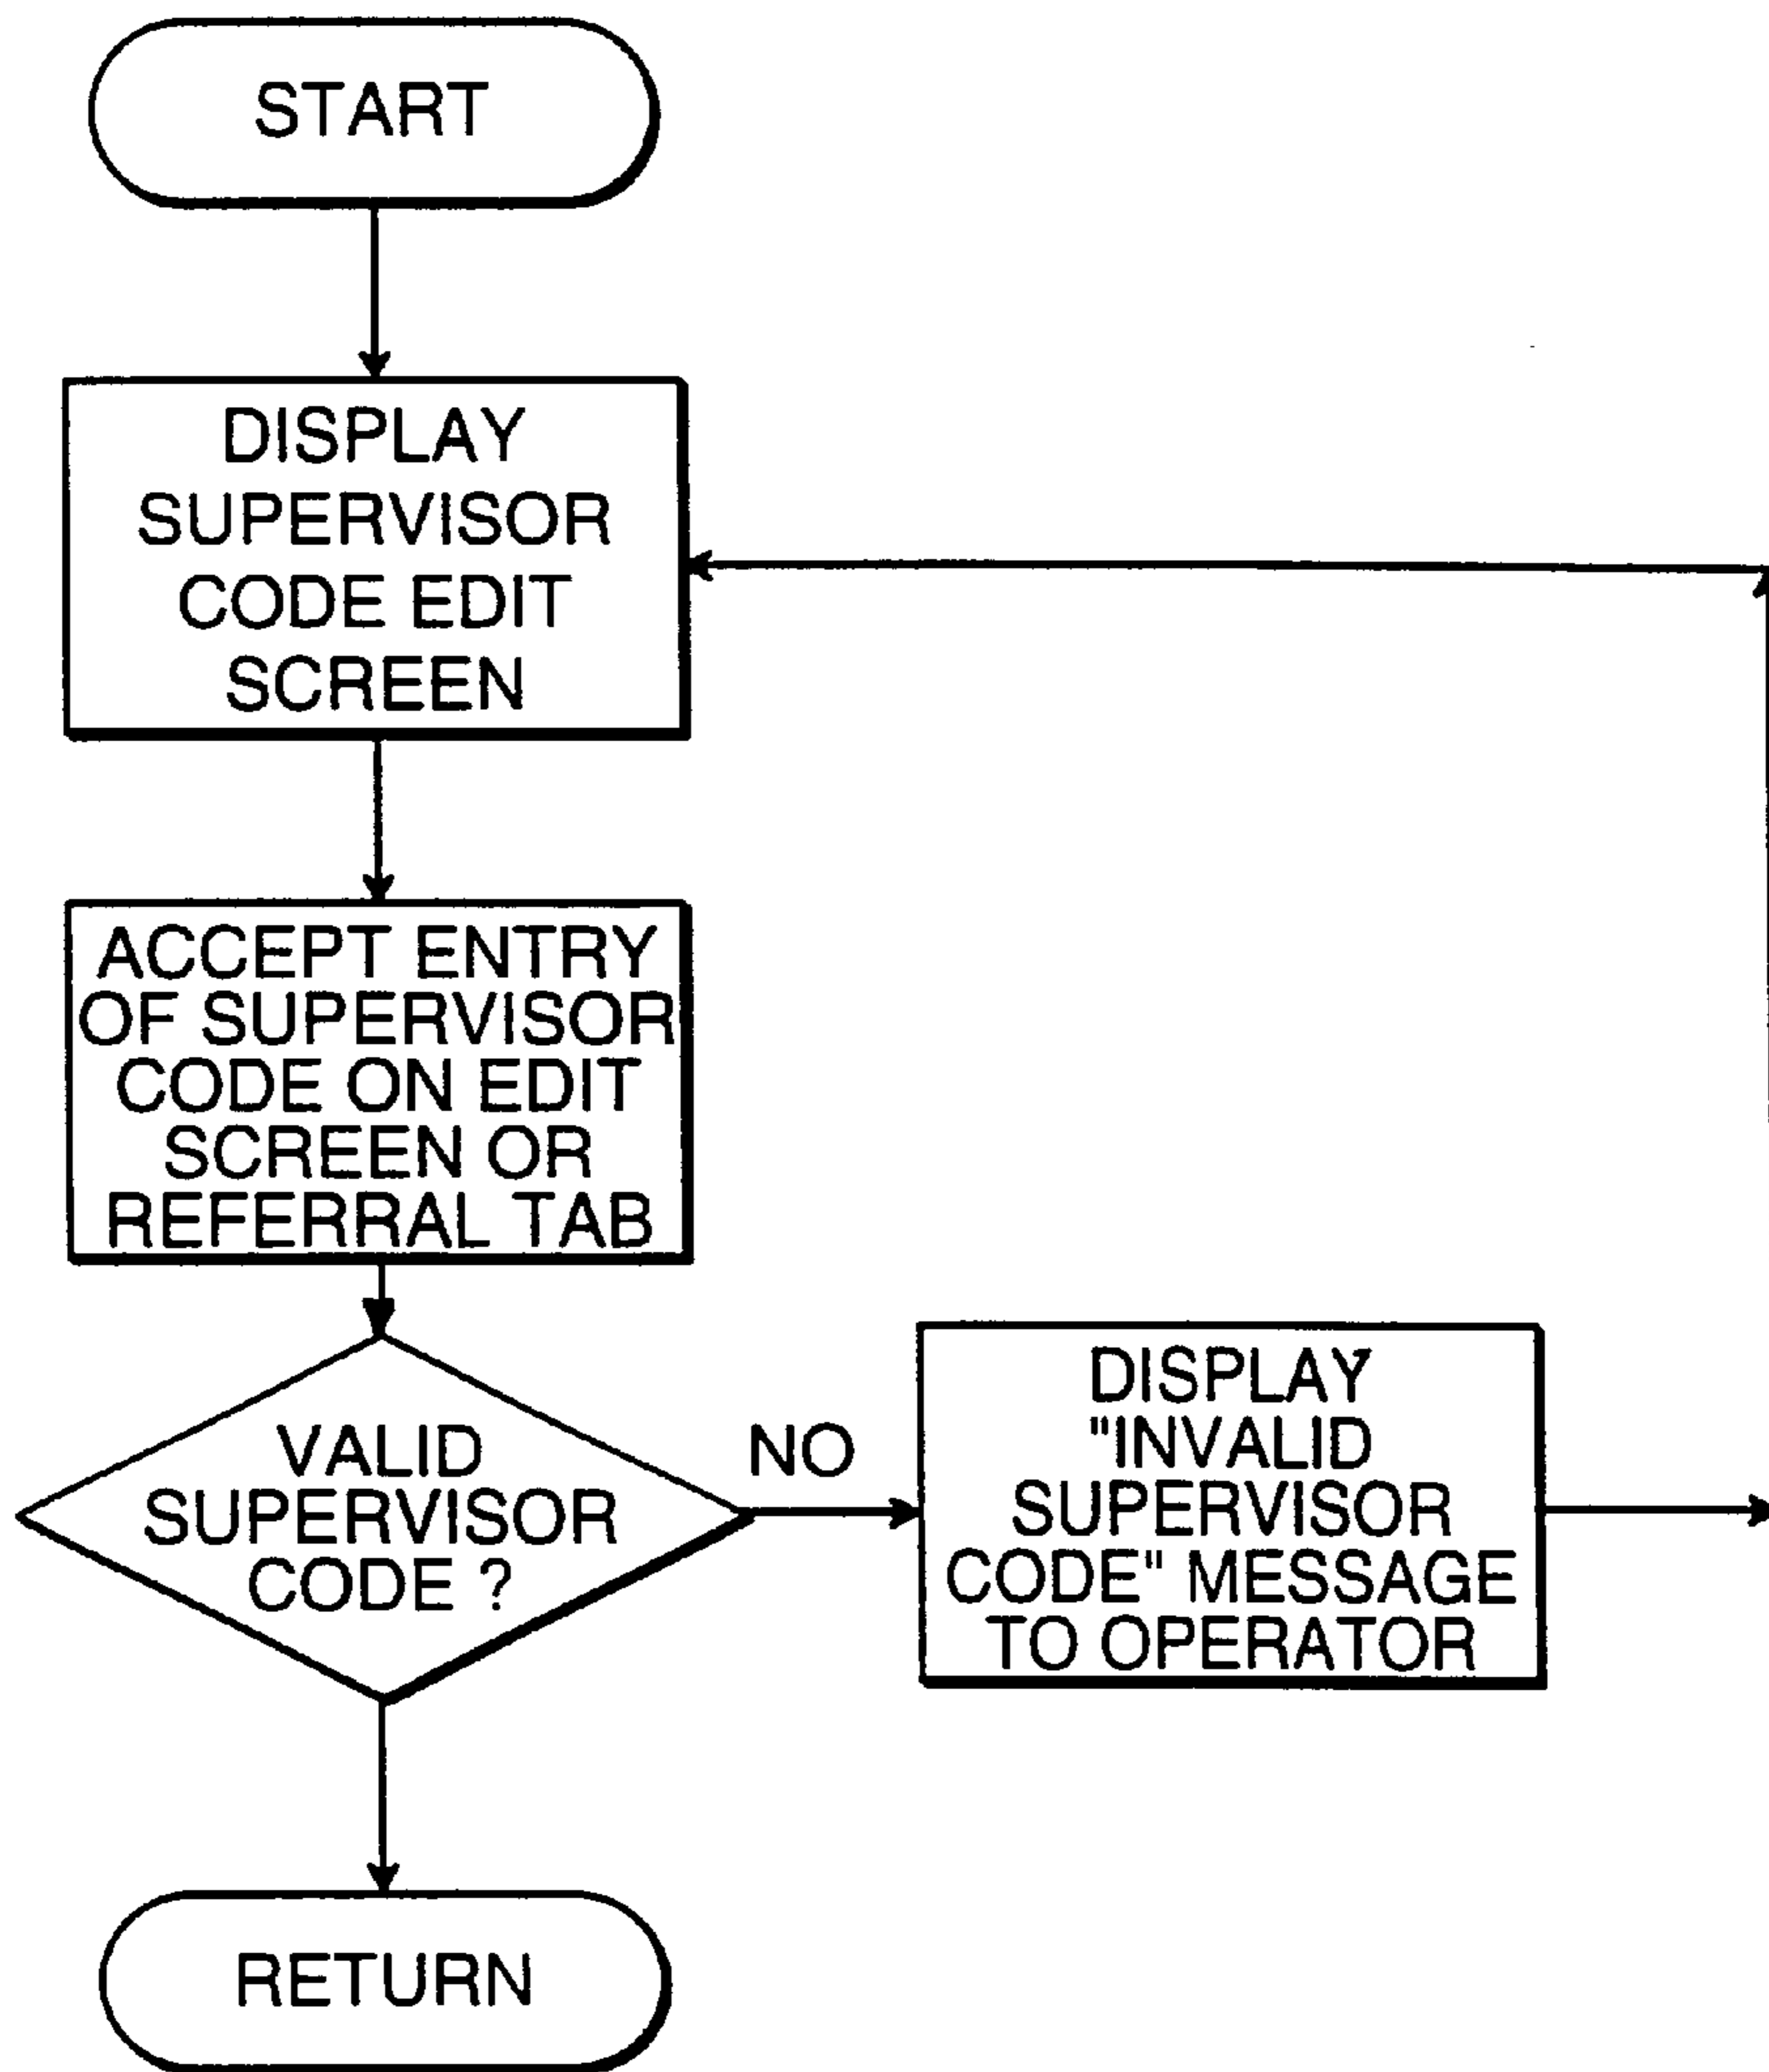 START
DISPLAY
SUPERVISOR
CODE EDIT
SCREEN
ACCEPT ENTRY
OF SUPERVISOR
CODE ON EDIT
SCREEN OR
REFERRAL TAB
VALID
SUPERVISOR
CODE ?
NO
DISPLAY
"INVALID
SUPERVISOR
CODE" MESSAGE
TO OPERATOR
RETURN